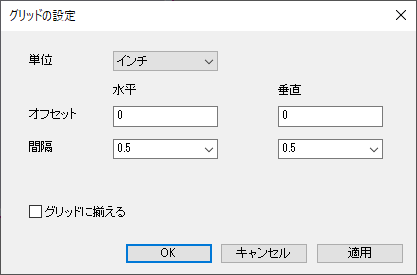 グリッドの設定
単位 インチ
水平 垂直
オフセット 0 0
間隔 0.5 0.5
グリッドに揃える
OK キャンセル 適用